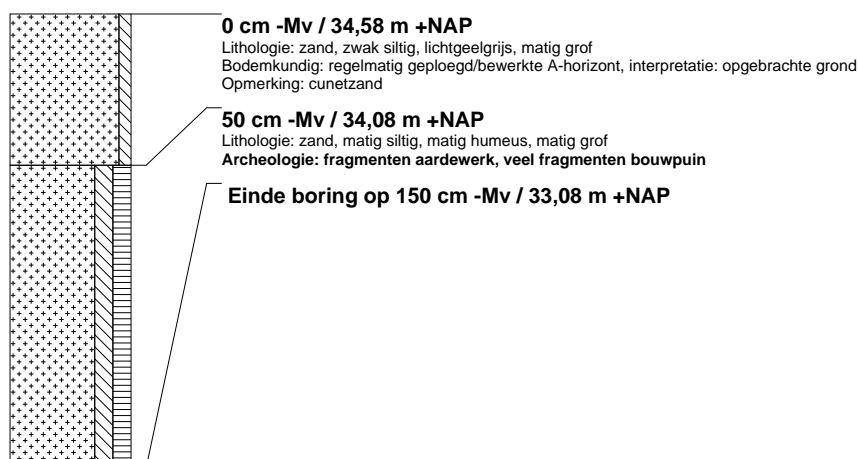 0 cm -Mv / 34,58 m +NAP
Lithologie: zand, zwak siltig, lichtgeelgrijs, matig grof
Bodemkundig: regelmatig geploegd/bewerkte A-horizont, interpretatie: opgebrachte grond
Opmerking: cunetzand
50 cm -Mv / 34,08 m +NAP
Lithologie: zand, matig siltig, matig humeus, matig grof
Archeologie: fragmenten aardewerk, veel fragmenten bouwpuin
Einde boring op 150 cm -Mv / 33,08 m +NAP